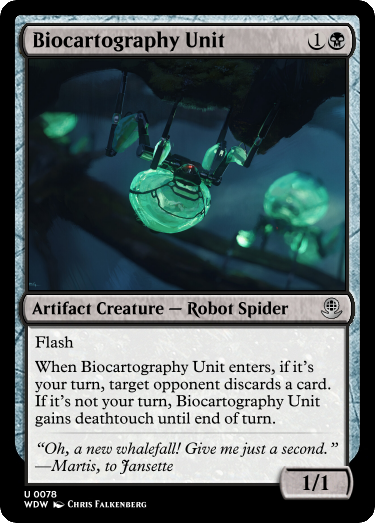 Biocartography Unit 1
Artifact Creature — Robot Spider
Flash
When Biocartography Unit enters, if it's
your turn, target opponent discards a card.
If it's not your turn, Biocartography Unit
gains deathtouch until end of turn.
"Oh, a new whalefall! Give me just a second."
—Martis, to Jansette
1/1
U 0078
WDW Chris Falkenberg